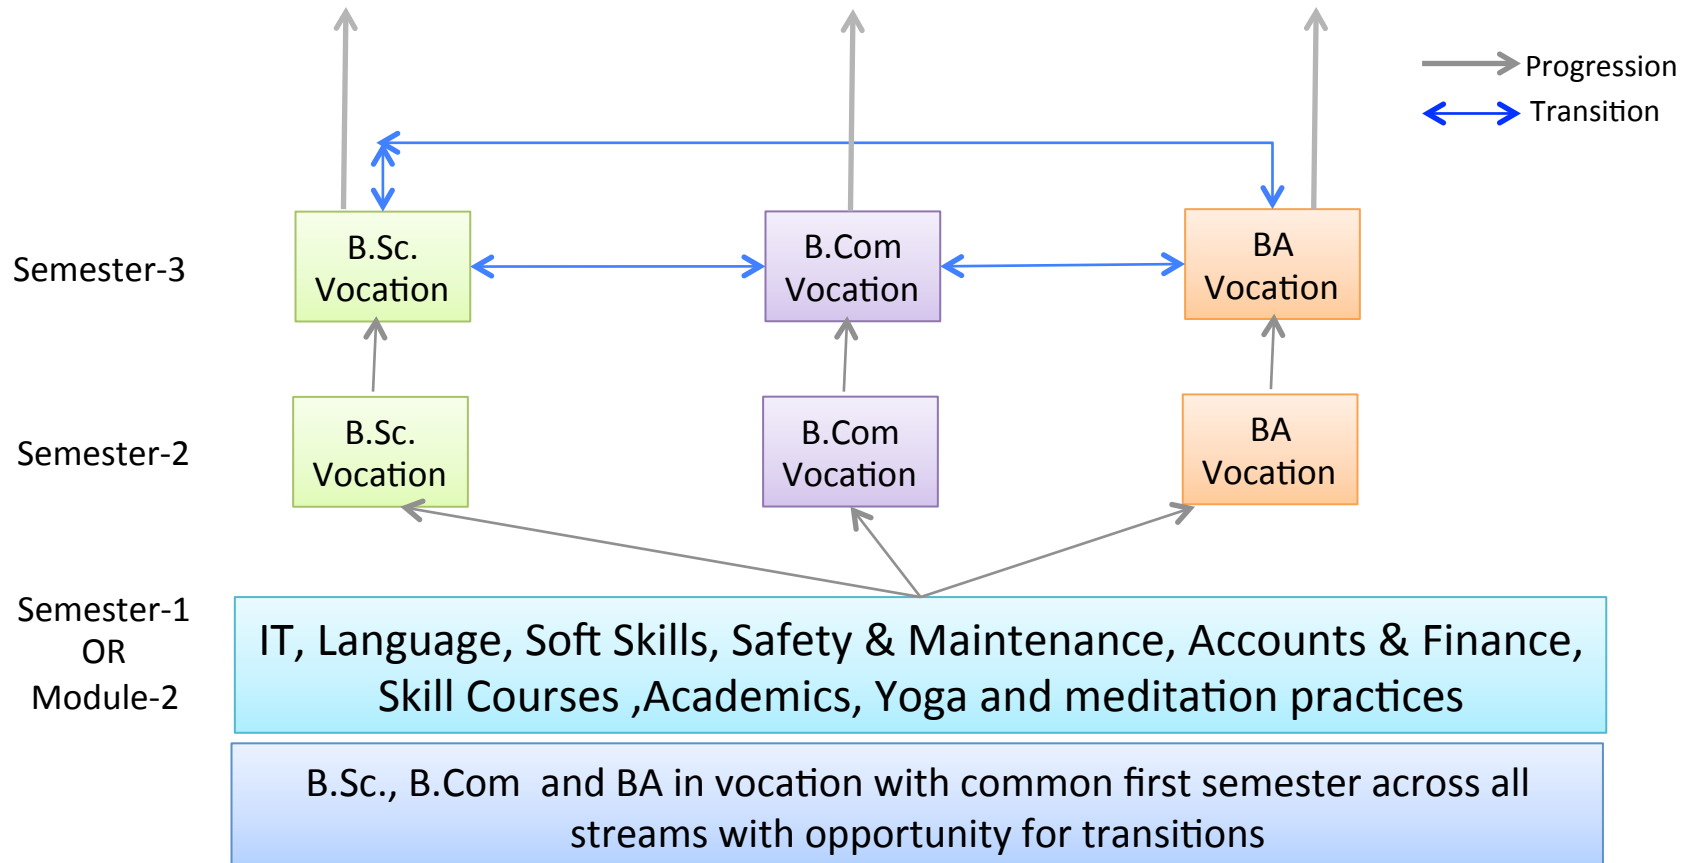 Progression
Transition
Semester-3
B.Sc.
Vocation
B.Com
Vocation
BA
Vocation
Semester-2
B.Sc.
Vocation
B.Com
Vocation
BA
Vocation
Semester-1
OR
Module-2
IT, Language, Soft Skills, Safety & Maintenance, Accounts & Finance,
Skill Courses ,Academics, Yoga and meditation practices
B.Sc., B.Com  and BA in vocation with common first semester across all
streams with opportunity for transitions